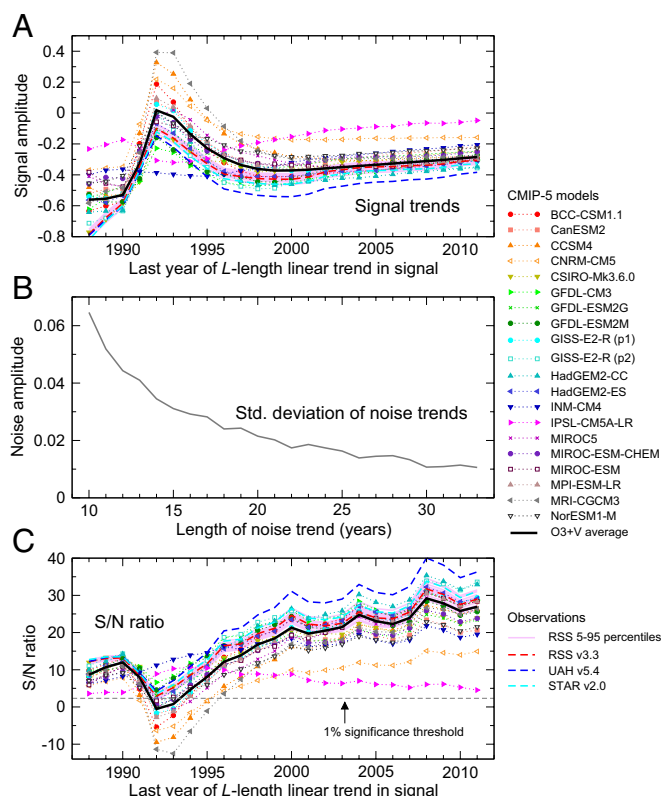 A
0.4
0.2
0
-0.2
-0.4
-0.6
-0.8
Signal amplitude
Signal trends
1990
1995
2000
2005
2010
Last year of L-length linear trend in signal
B
0.06
0.04
0.02
0
Noise amplitude
Std. deviation of noise trends
10
15
20
25
30
Length of noise trend (years)
C
40
30
20
10
0
-10
S/N ratio
S/N ratio
1% significance threshold
1990
1995
2000
2005
2010
Last year of L-length linear trend in signal
CMIP-5 models
BCC-CSM1.1
CanESM2
CCSM4
CNRM-CM5
CSIRO-Mk3.6.0
GFDL-CM3
GFDL-ESM2G
GFDL-ESM2M
GISS-E2-R (p1)
GISS-E2-R (p2)
HadGEM2-CC
HadGEM2-ES
INM-CM4
IPSL-CM5A-LR
MIROC5
MIROC-ESM-CHEM
MIROC-ESM
MPI-ESM-LR
MRI-CGCM3
NorESM1-M
O3+V average
Observations
RSS 5-95 percentiles
RSS v3.3
UAH v5.4
STAR v2.0